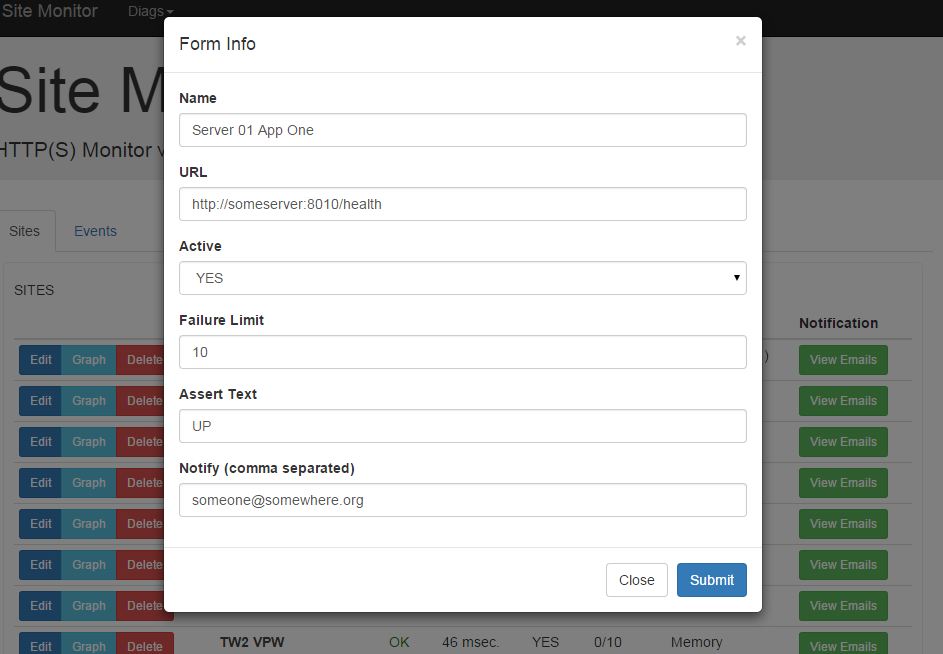 Site Monitor Diags
Form Info ×
Site M
HTTP(S) Monitor v
Name
Server 01 App One
URL
http://someserver:8010/health
Active
YES
Failure Limit
10
Assert Text
UP
Notify (comma separated)
someone@somewhere.org
Close Submit
Sites Events
SITES
Notification
Edit Graph Delete ) View Emails
Edit Graph Delete View Emails
Edit Graph Delete View Emails
Edit Graph Delete View Emails
Edit Graph Delete View Emails
Edit Graph Delete View Emails
Edit Graph Delete View Emails
Edit Graph Delete TW2 VPW OK 46 msec. YES 0/10 Memory View Emails